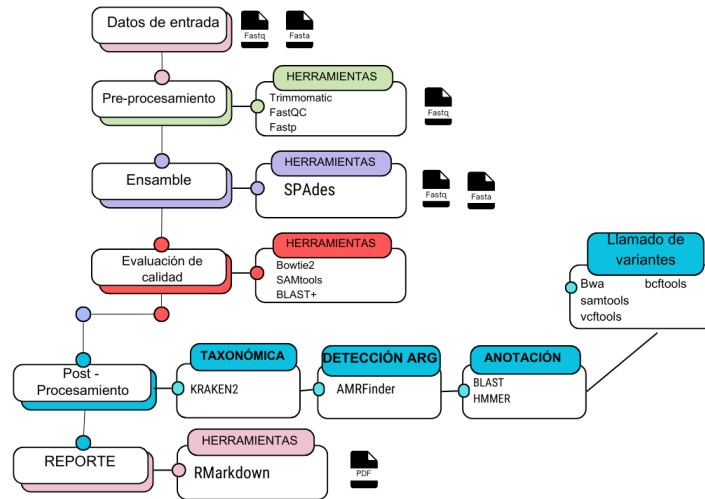 Datos de entrada
Fastq
Fasta
HERRAMIENTAS
Pre-procesamiento
Trimmomatic
FastQC
Fastp
Fastq
HERRAMIENTAS
Ensamble
SPAdes
Fastq
Fasta
HERRAMIENTAS
Evaluación de
calidad
Bowtie2
SAMtools
BLAST+
Llamado de
variantes
Bwa
bcftools
samtools
vcftools
Post -
Procesamiento
TAXONÓMICA
KRAKEN2
DETECCIÓN ARG
AMRFinder
ANOTACIÓN
BLAST
HMMER
REPORTE
HERRAMIENTAS
RMarkdown
PDF